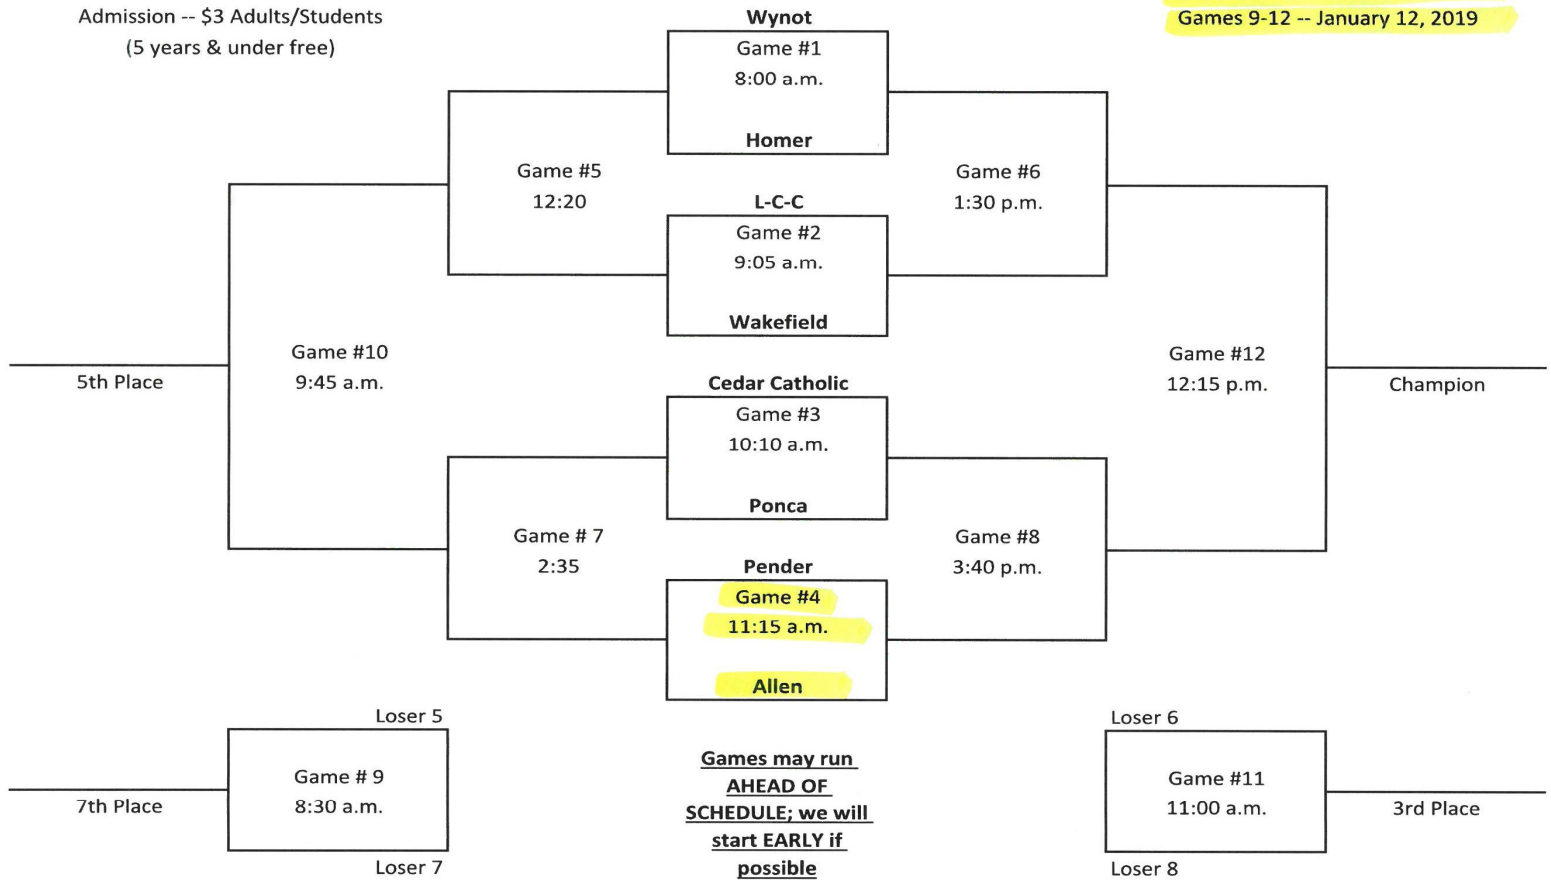 Admission -- $3 Adults/Students
(5 years & under free)
Games 9-12 -- January 12, 2019
Wynot
Game #1
8:00 a.m.
Homer
Game #5
12:20
Game #6
1:30 p.m.
L-C-C
Game #2
9:05 a.m.
Wakefield
Game #10
9:45 a.m.
5th Place
Game #12
12:15 p.m.
Champion
Cedar Catholic
Game #3
10:10 a.m.
Ponca
Game # 7
2:35
Game #8
3:40 p.m.
Pender
Game #4
11:15 a.m.
Allen
Loser 5
Game # 9
8:30 a.m.
7th Place
Loser 7
Games may run
AHEAD OF
SCHEDULE; we will
start EARLY if
possible
Loser 6
Game #11
11:00 a.m.
3rd Place
Loser 8